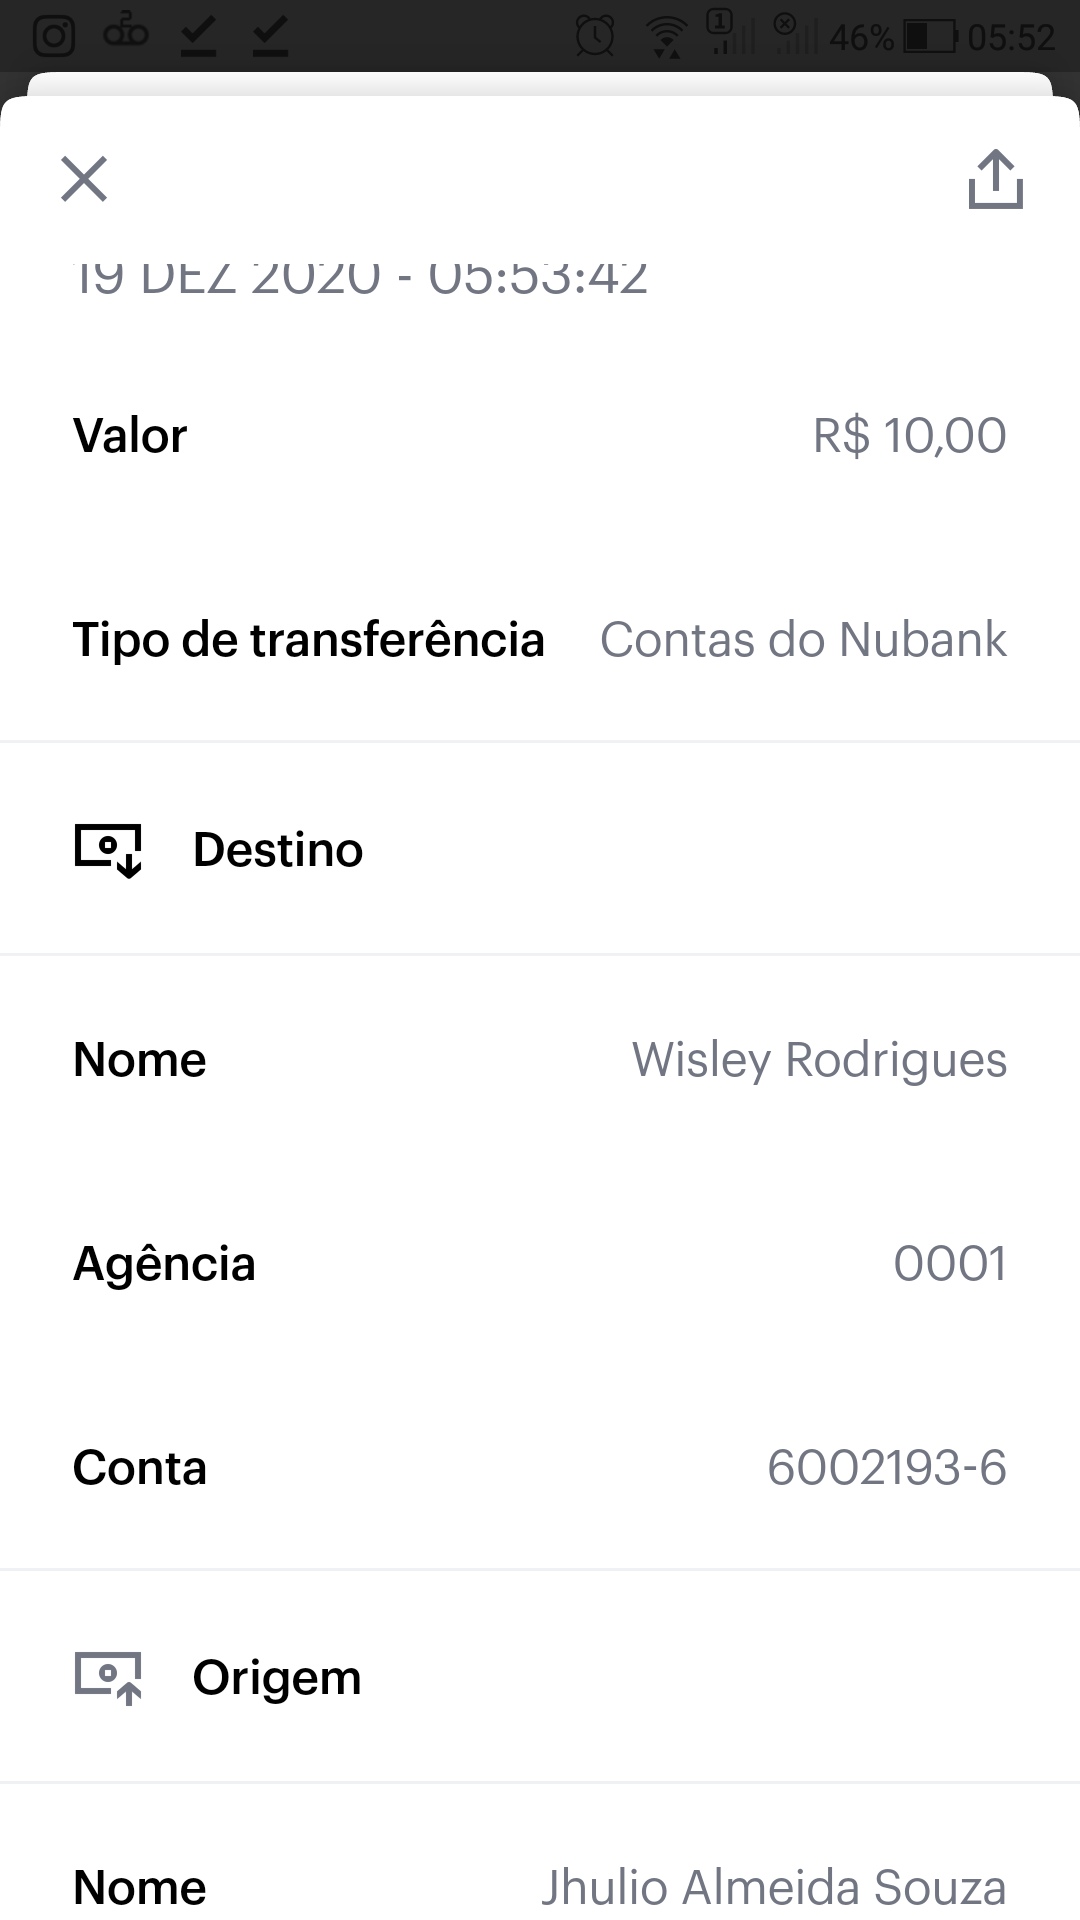 1
46%
05:52
19 DEZ 2020 - 05:53:42
Valor
R$ 10,00
Tipo de transferência
Contas do Nubank
Destino
Nome
Wisley Rodrigues
Agência
0001
Conta
6002193-6
Origem
Nome
Jhulio Almeida Souza